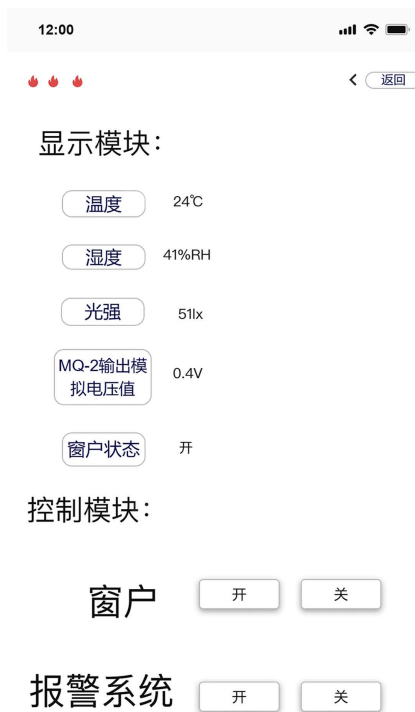 12:00
返回
显示模块：
温度 24℃
湿度 41%RH
光强 51lx
MQ-2输出模
拟电压值 0.4V
窗户状态 开
控制模块：
窗户 开 关
报警系统 开 关